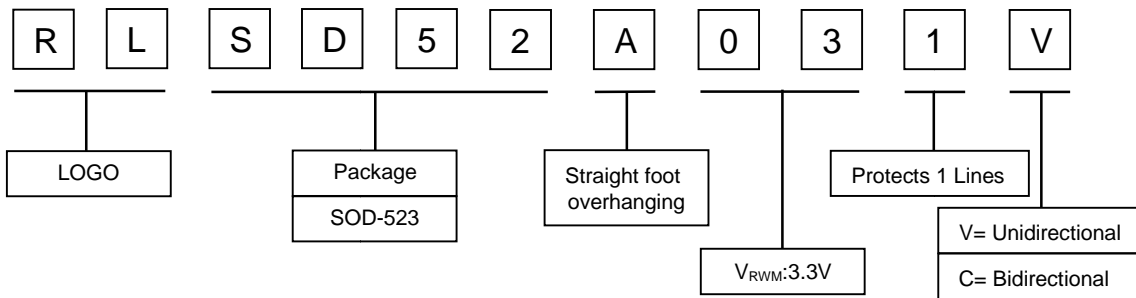 R L S D 5 2 A 0 3 1 V
LOGO
Package
SOD-523
Straight foot
overhanging
VRWM:3.3V
Protects 1 Lines
V= Unidirectional
C= Bidirectional